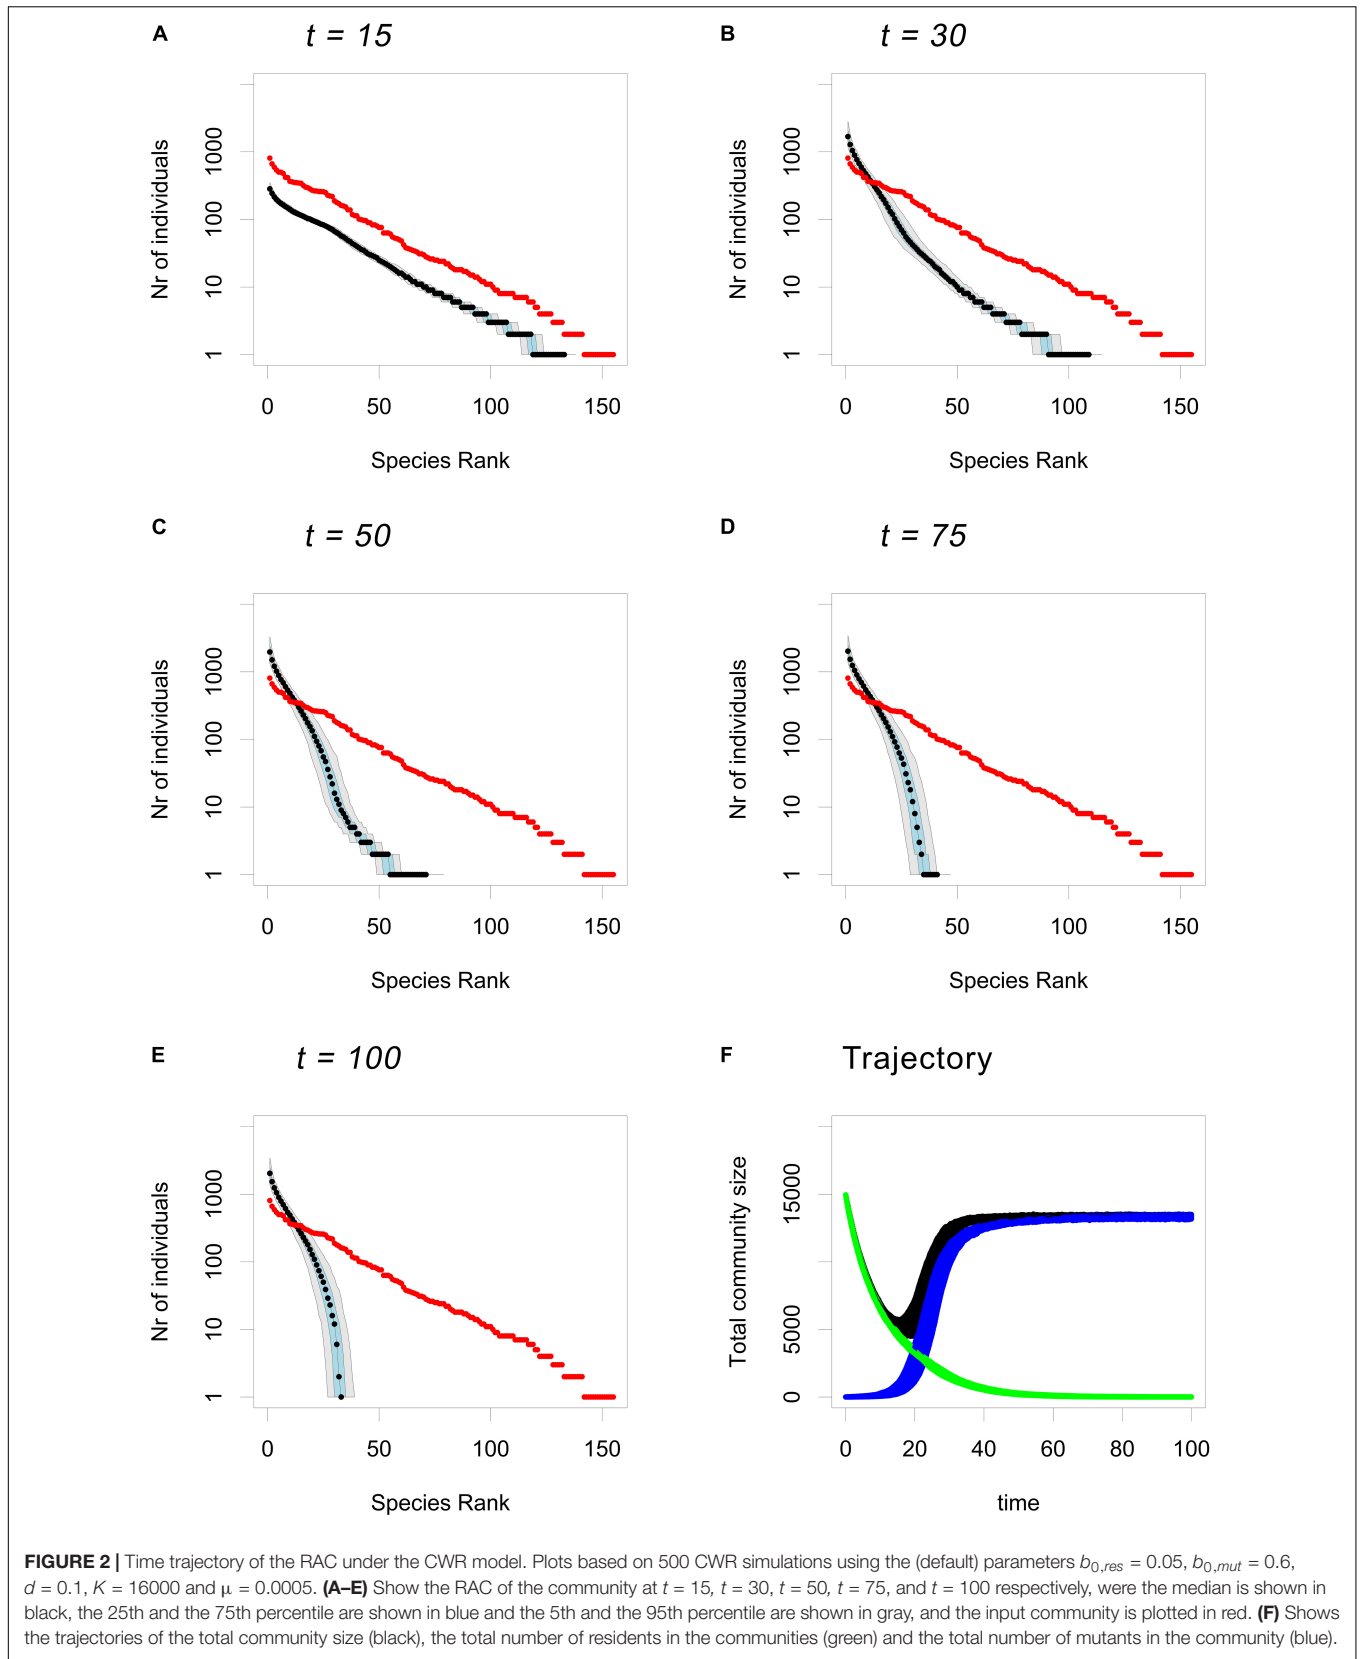 A
t = 15
Nr of individuals
1 10 100 1000
0 50 100 150
Species Rank
B
t = 30
Nr of individuals
1 10 100 1000
0 50 100 150
Species Rank
C
t = 50
Nr of individuals
1 10 100 1000
0 50 100 150
Species Rank
D
t = 75
Nr of individuals
1 10 100 1000
0 50 100 150
Species Rank
E
t = 100
Nr of individuals
1 10 100 1000
0 50 100 150
Species Rank
F
Trajectory
Total community size
0 5000 15000
0 20 40 60 80 100
time
FIGURE 2 | Time trajectory of the RAC under the CWR model. Plots based on 500 CWR simulations using the (default) parameters b0,res = 0.05, b0,mut = 0.6,
d = 0.1, K = 16000 and μ = 0.0005. (A–E) Show the RAC of the community at t = 15, t = 30, t = 50, t = 75, and t = 100 respectively, were the median is shown in
black, the 25th and the 75th percentile are shown in blue and the 5th and the 95th percentile are shown in gray, and the input community is plotted in red. (F) Shows
the trajectories of the total community size (black), the total number of residents in the communities (green) and the total number of mutants in the community (blue).